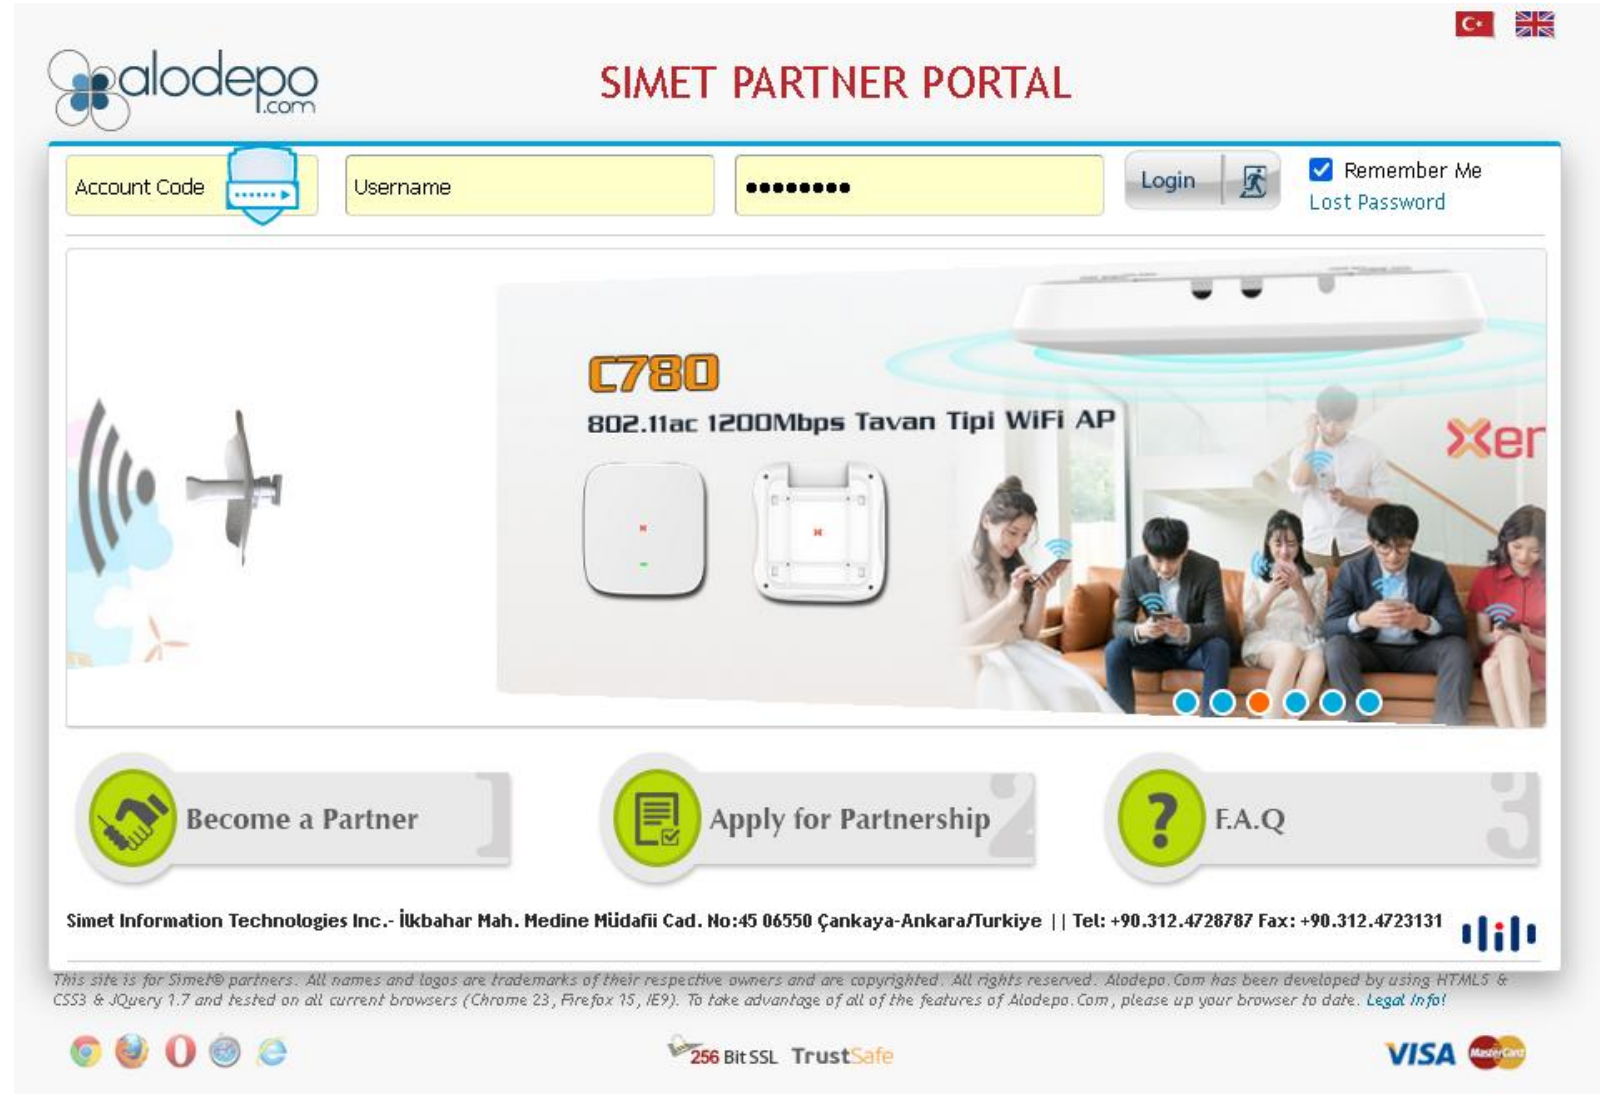 alodepo
.com
SIMET PARTNER PORTAL
Account Code
Username
Login
Remember Me
Lost Password
C780
802.11ac 1200Mbps Tavan Tipi WiFi AP
Xer
Become a Partner
1
Apply for Partnership
2
F.A.Q
3
Simet Information Technologies Inc.- İlkbahar Mah. Medine Müdafii Cad. No:45 06550 Çankaya-Ankara/Turkiye || Tel: +90.312.4728787 Fax: +90.312.4723131
This site is for Simet® partners. All names and logos are trademarks of their respective owners and are copyrighted. All rights reserved. Alodepo.Com has been developed by using HTML5 &
CSS3 & JQuery 1.7 and tested on all current browsers (Chrome 23, Firefox 15, IE9). To take advantage of all of the features of Alodepo.Com, please up your browser to date. Legal Info!
256 Bit SSL TrustSafe
VISA MasterCard